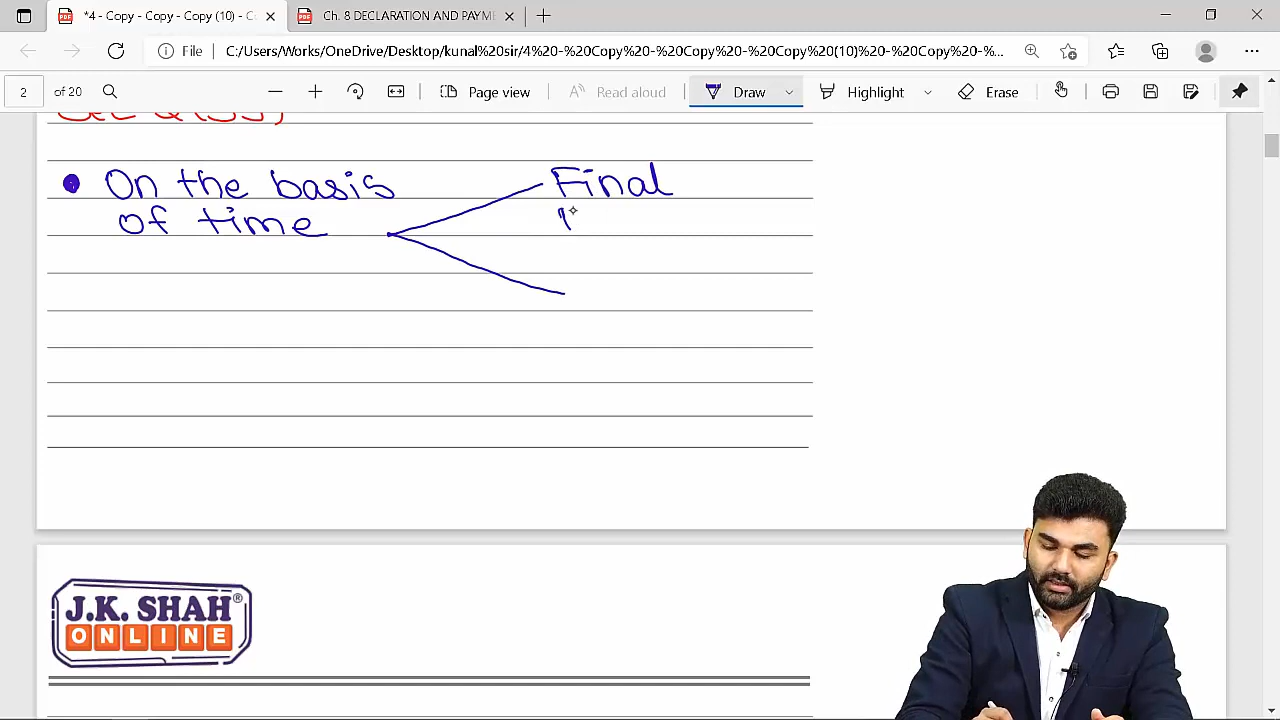 *4 - Copy - Copy - Copy (10) - C
Ch. 8 DECLARATION AND PAYME
File
C:/Users/Works/OneDrive/Desktop/kunal%20sir/4%20-%20Copy%20-%20Copy%20-%20Copy%20(10)%20-%20Copy%20-%...
2 of 20
Page view
Read aloud
Draw
Highlight
Erase
• On the basis
of time
Final
J.K. SHAH®
ONLINE